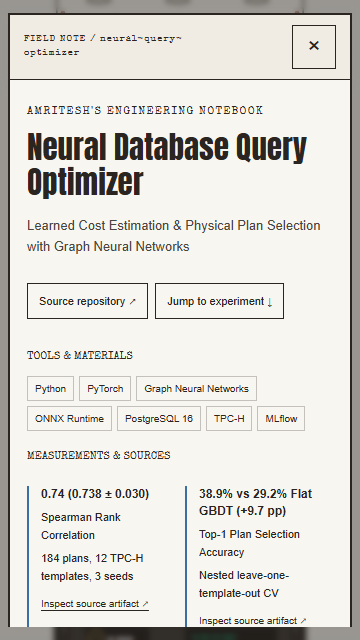 FIELD NOTE / neural-query-
optimizer
×
AMRITESH'S ENGINEERING NOTEBOOK
Neural Database Query
Optimizer
Learned Cost Estimation & Physical Plan Selection
with Graph Neural Networks
Source repository ↗
Jump to experiment ↓
TOOLS & MATERIALS
Python
PyTorch
Graph Neural Networks
ONNX Runtime
PostgreSQL 16
TPC-H
MLflow
MEASUREMENTS & SOURCES
0.74 (0.738 ± 0.030)
Spearman Rank
Correlation
184 plans, 12 TPC-H
templates, 3 seeds
Inspect source artifact ↗
38.9% vs 29.2% Flat
GBDT (+9.7 pp)
Top-1 Plan Selection
Accuracy
Nested leave-one-
template-out CV
Inspect source artifact ↗